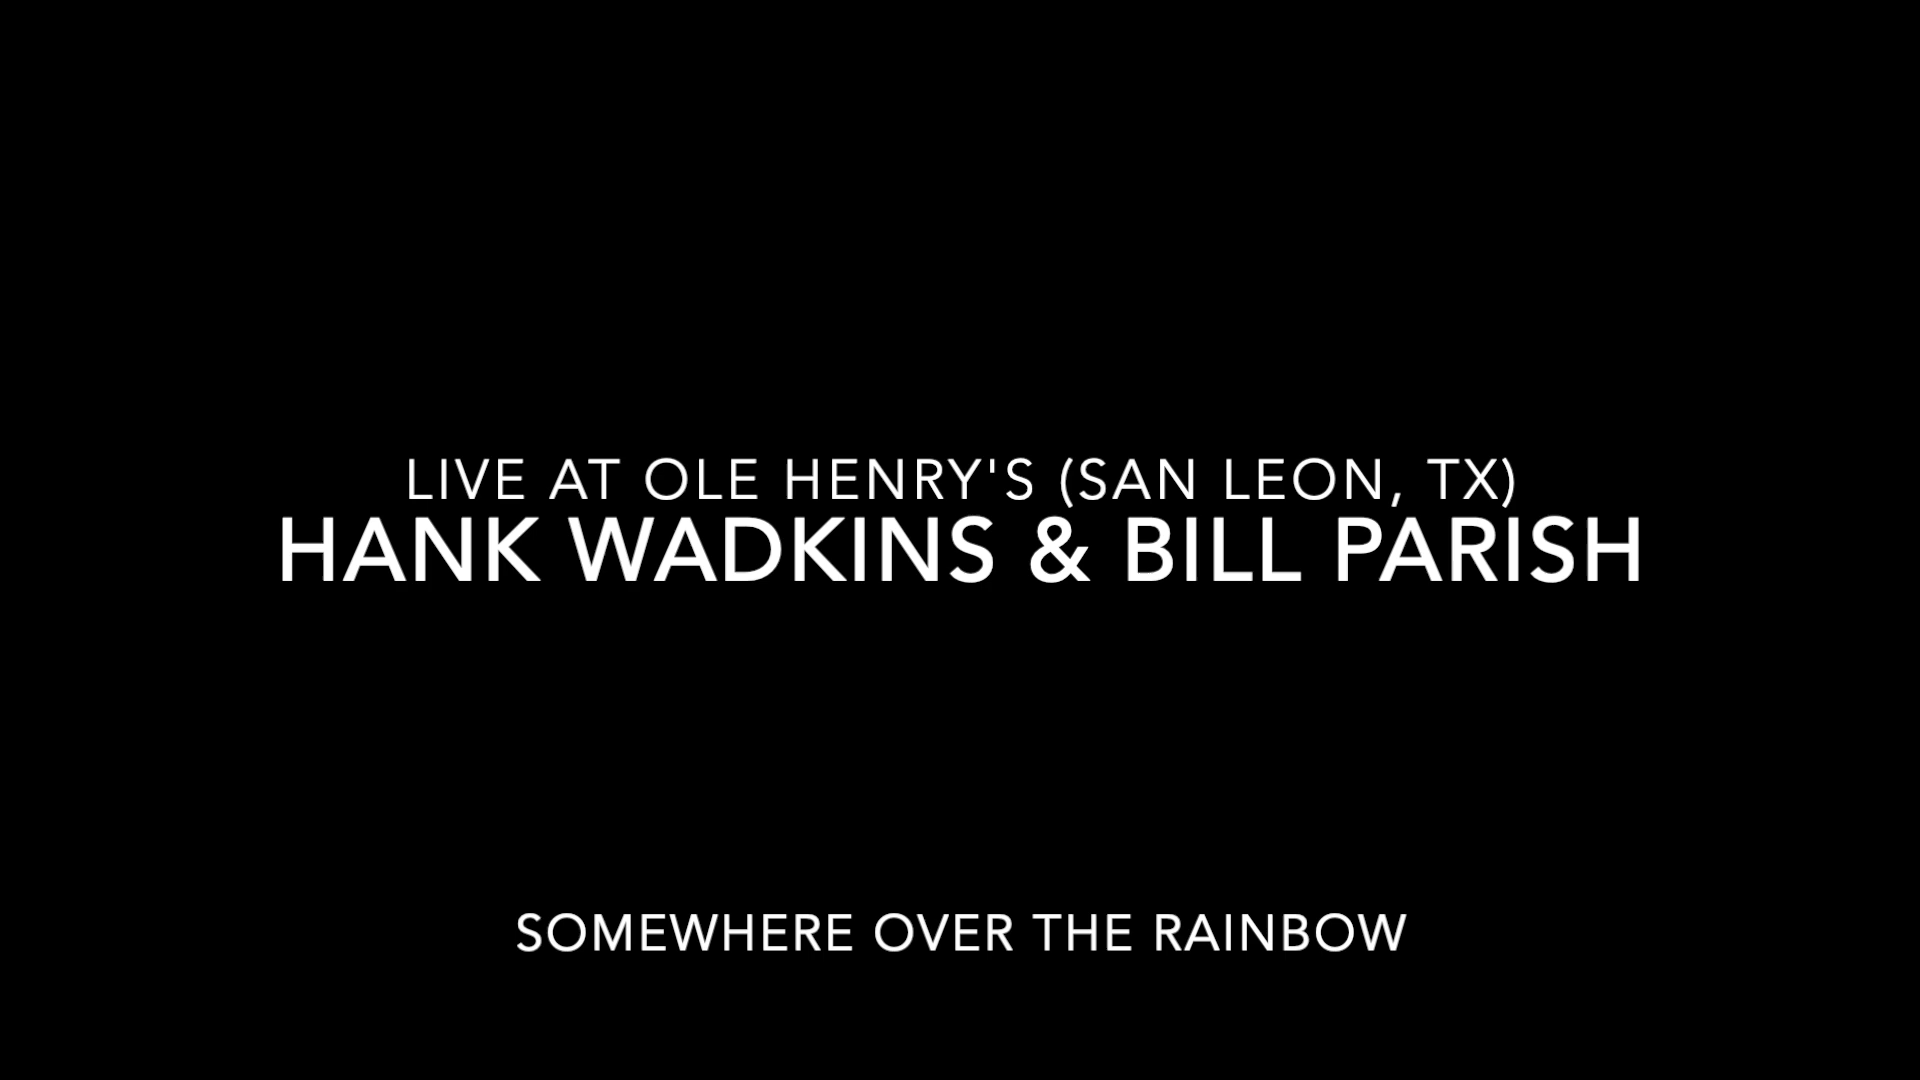 LIVE AT OLE HENRY'S (SAN LEON, TX)
HANK WADKINS & BILL PARISH
SOMEWHERE OVER THE RAINBOW